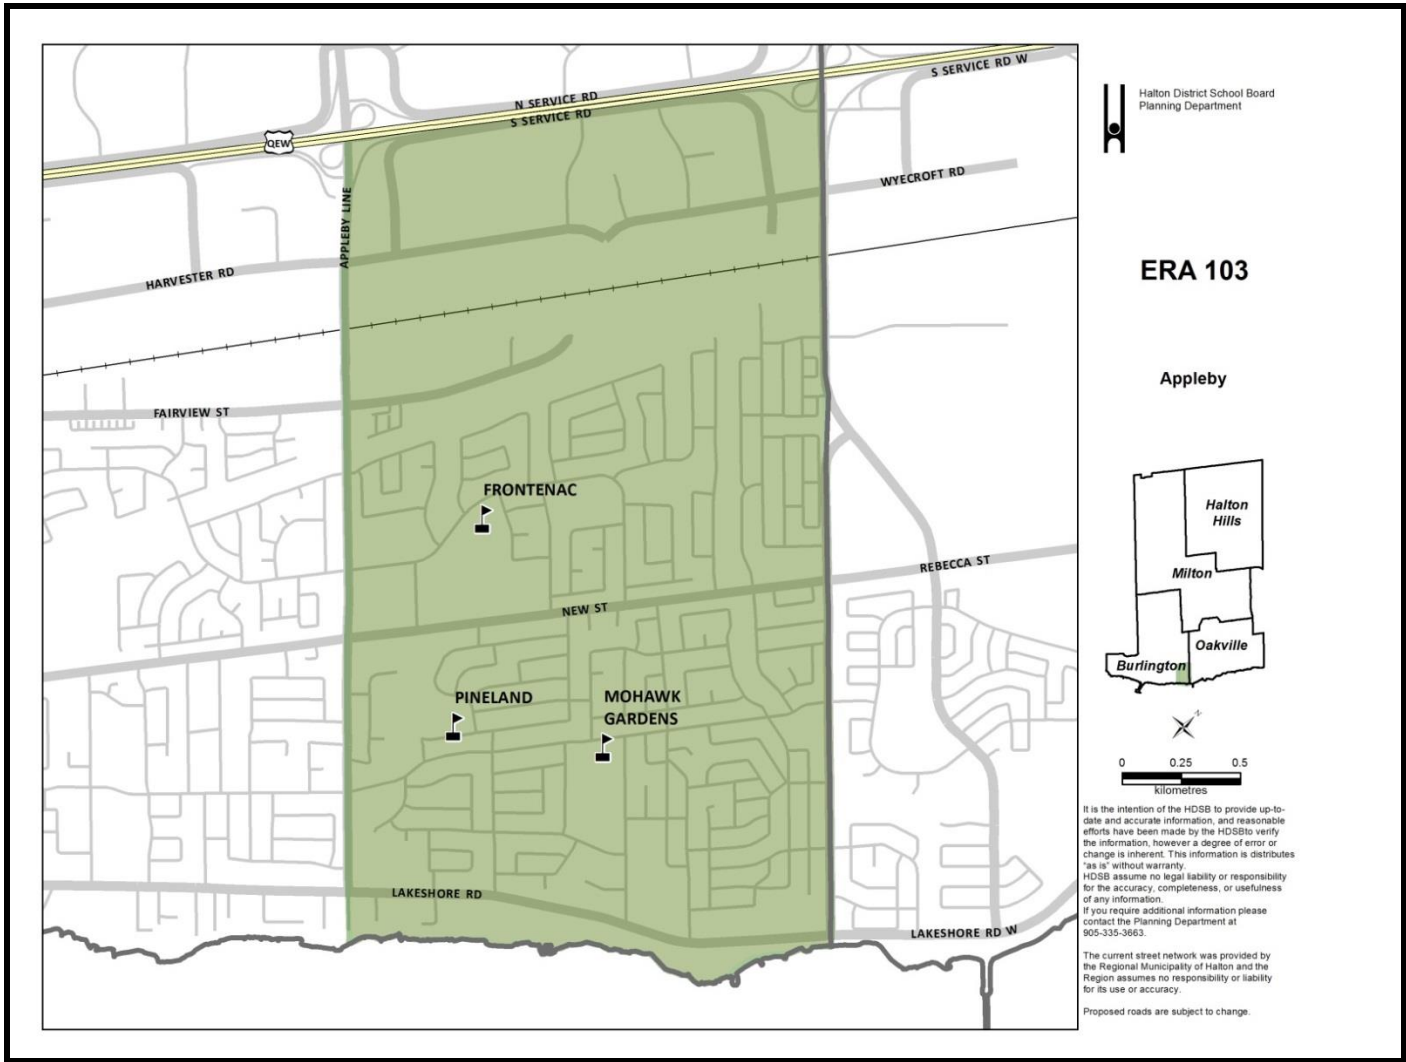 N SERVICE RD
S SERVICE RD
S SERVICE RD W
QEW
WYECROFT RD
APPLEBY LINE
HARVESTER RD
FAIRVIEW ST
FRONTENAC
REBECCA ST
NEW ST
PINELAND
MOHAWK
GARDENS
LAKESHORE RD
LAKESHORE RD W
Halton District School Board
Planning Department
ERA 103
Appleby
Halton
Hills
Milton
Oakville
Burlington
N
0 0.25 0.5
kilometres
It is the intention of the HDSB to provide up-to-
date and accurate information, and reasonable
efforts have been made by the HDSBto verify
the information, however a degree of error or
change is inherent. This information is distributes
"as is" without warranty.
HDSB assume no legal liability or responsibility
for the accuracy, completeness, or usefulness
of any information.
If you require additional information please
contact the Planning Department at
905-335-3663.
The current street network was provided by
the Regional Municipality of Halton and the
Region assumes no responsibility or liability
for its use or accuracy.
Proposed roads are subject to change.